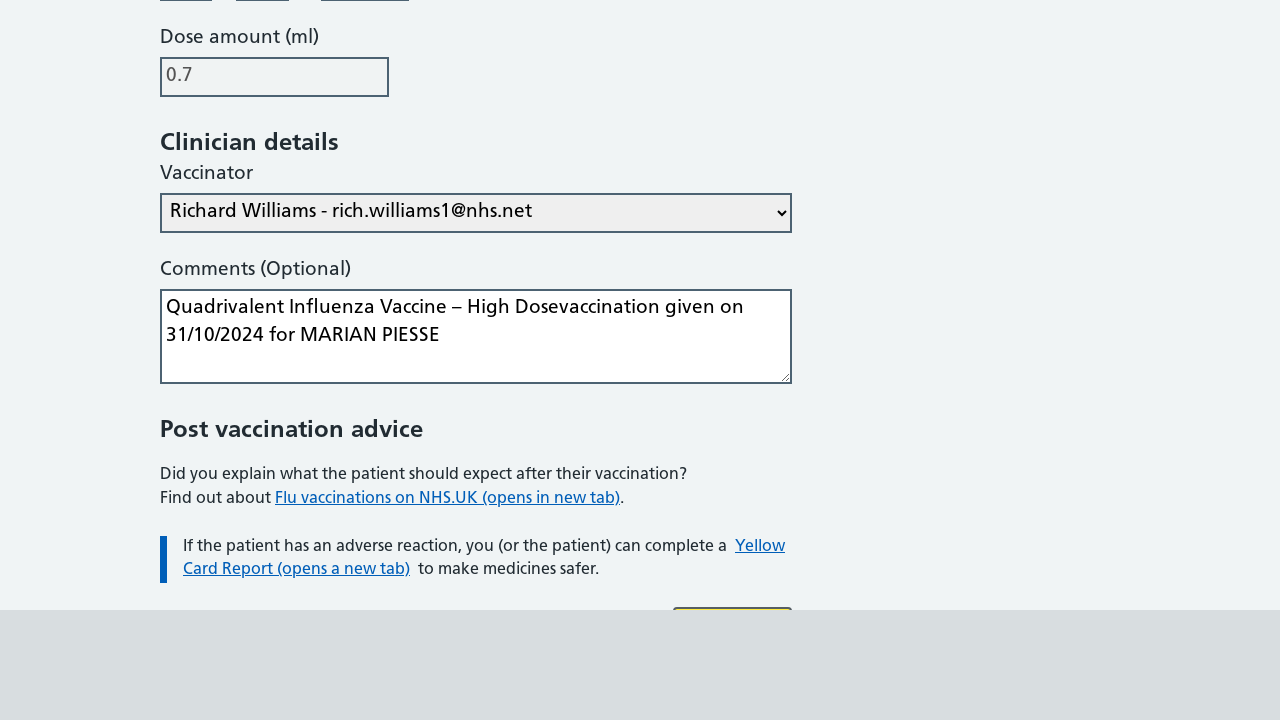 Dose amount (ml)
0.7
Clinician details
Vaccinator
Richard Williams - rich.williams1@nhs.net
Comments (Optional)
Quadrivalent Influenza Vaccine – High Dosevaccination given on
31/10/2024 for MARIAN PIESSE
Post vaccination advice
Did you explain what the patient should expect after their vaccination?
Find out about Flu vaccinations on NHS.UK (opens in new tab).
If the patient has an adverse reaction, you (or the patient) can complete a Yellow
Card Report (opens a new tab) to make medicines safer.